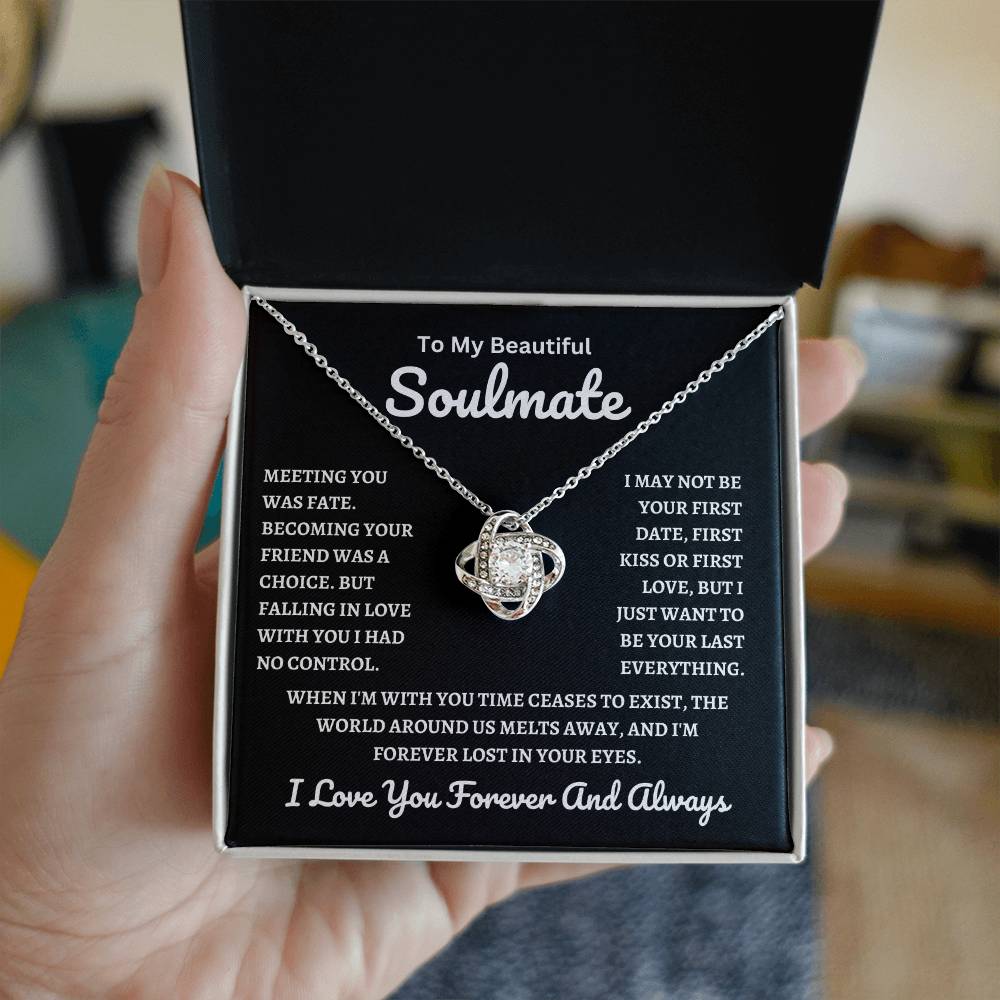 To My Beautiful
Soulmate
MEETING YOU
WAS FATE.
BECOMING YOUR
FRIEND WAS A
CHOICE. BUT
FALLING IN LOVE
WITH YOU I HAD
NO CONTROL.
I MAY NOT BE
YOUR FIRST
DATE, FIRST
KISS OR FIRST
LOVE, BUT I
JUST WANT TO
BE YOUR LAST
EVERYTHING.
WHEN I'M WITH YOU TIME CEASES TO EXIST, THE
WORLD AROUND US MELTS AWAY, AND I'M
FOREVER LOST IN YOUR EYES.
I Love You Forever And Always